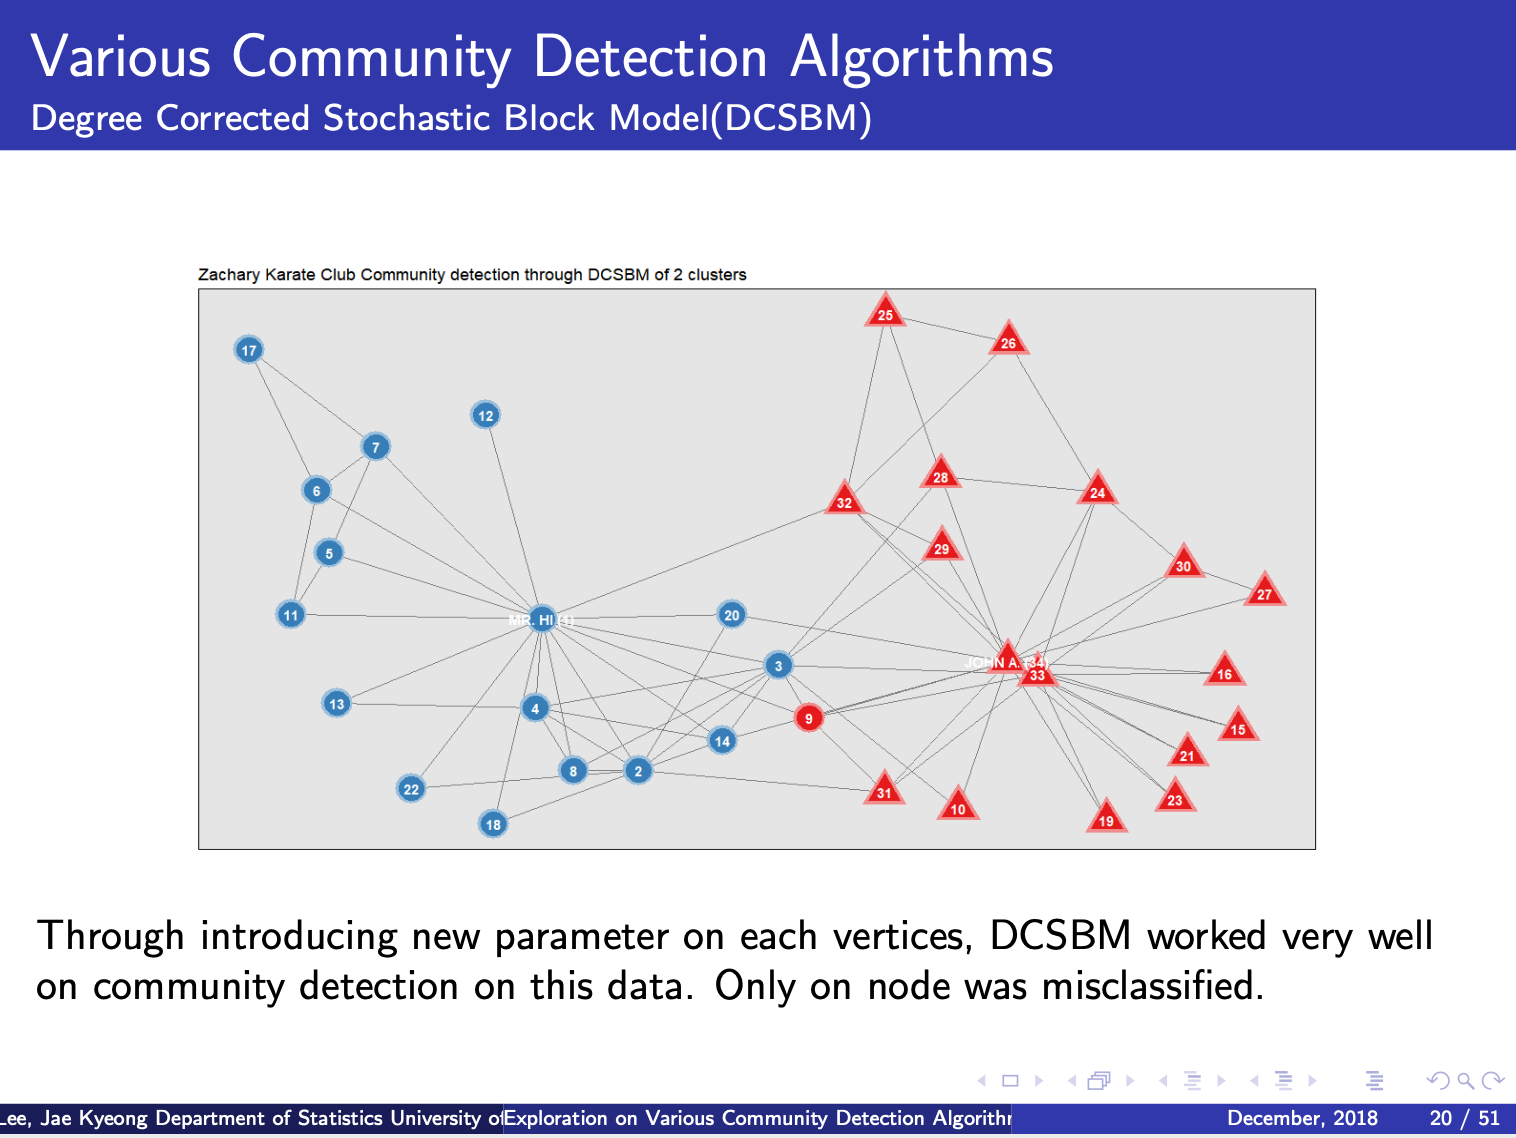 Various Community Detection Algorithms
Degree Corrected Stochastic Block Model(DCSBM)
Zachary Karate Club Community detection through DCSBM of 2 clusters
25
26
17
12
7
28
6
24
32
29
5
30
27
11
20
MR. HI (1)
3
JOHN A. (34)
33
16
13
4
9
15
14
21
8
2
22
31
23
10
19
18
Through introducing new parameter on each vertices, DCSBM worked very well
on community detection on this data. Only on node was misclassified.
Lee, Jae Kyeong Department of Statistics University of
Exploration on Various Community Detection Algorithm
December, 2018
20 / 51